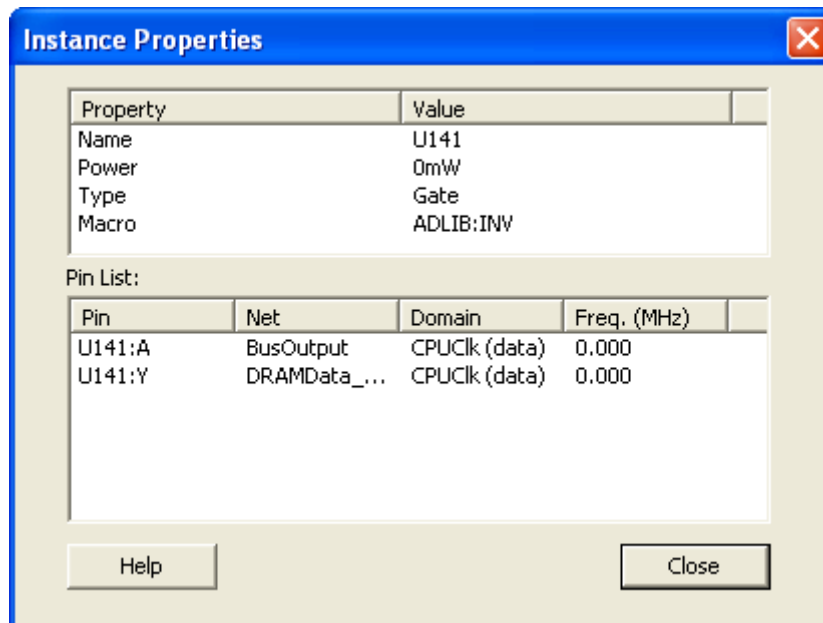 Instance Properties
Property Value
Name U141
Power 0mW
Type Gate
Macro ADLIB:INV
Pin List:
Pin Net Domain Freq. (MHz)
U141:A BusOutput CPUClk (data) 0.000
U141:Y DRAMData_... CPUClk (data) 0.000
Help Close